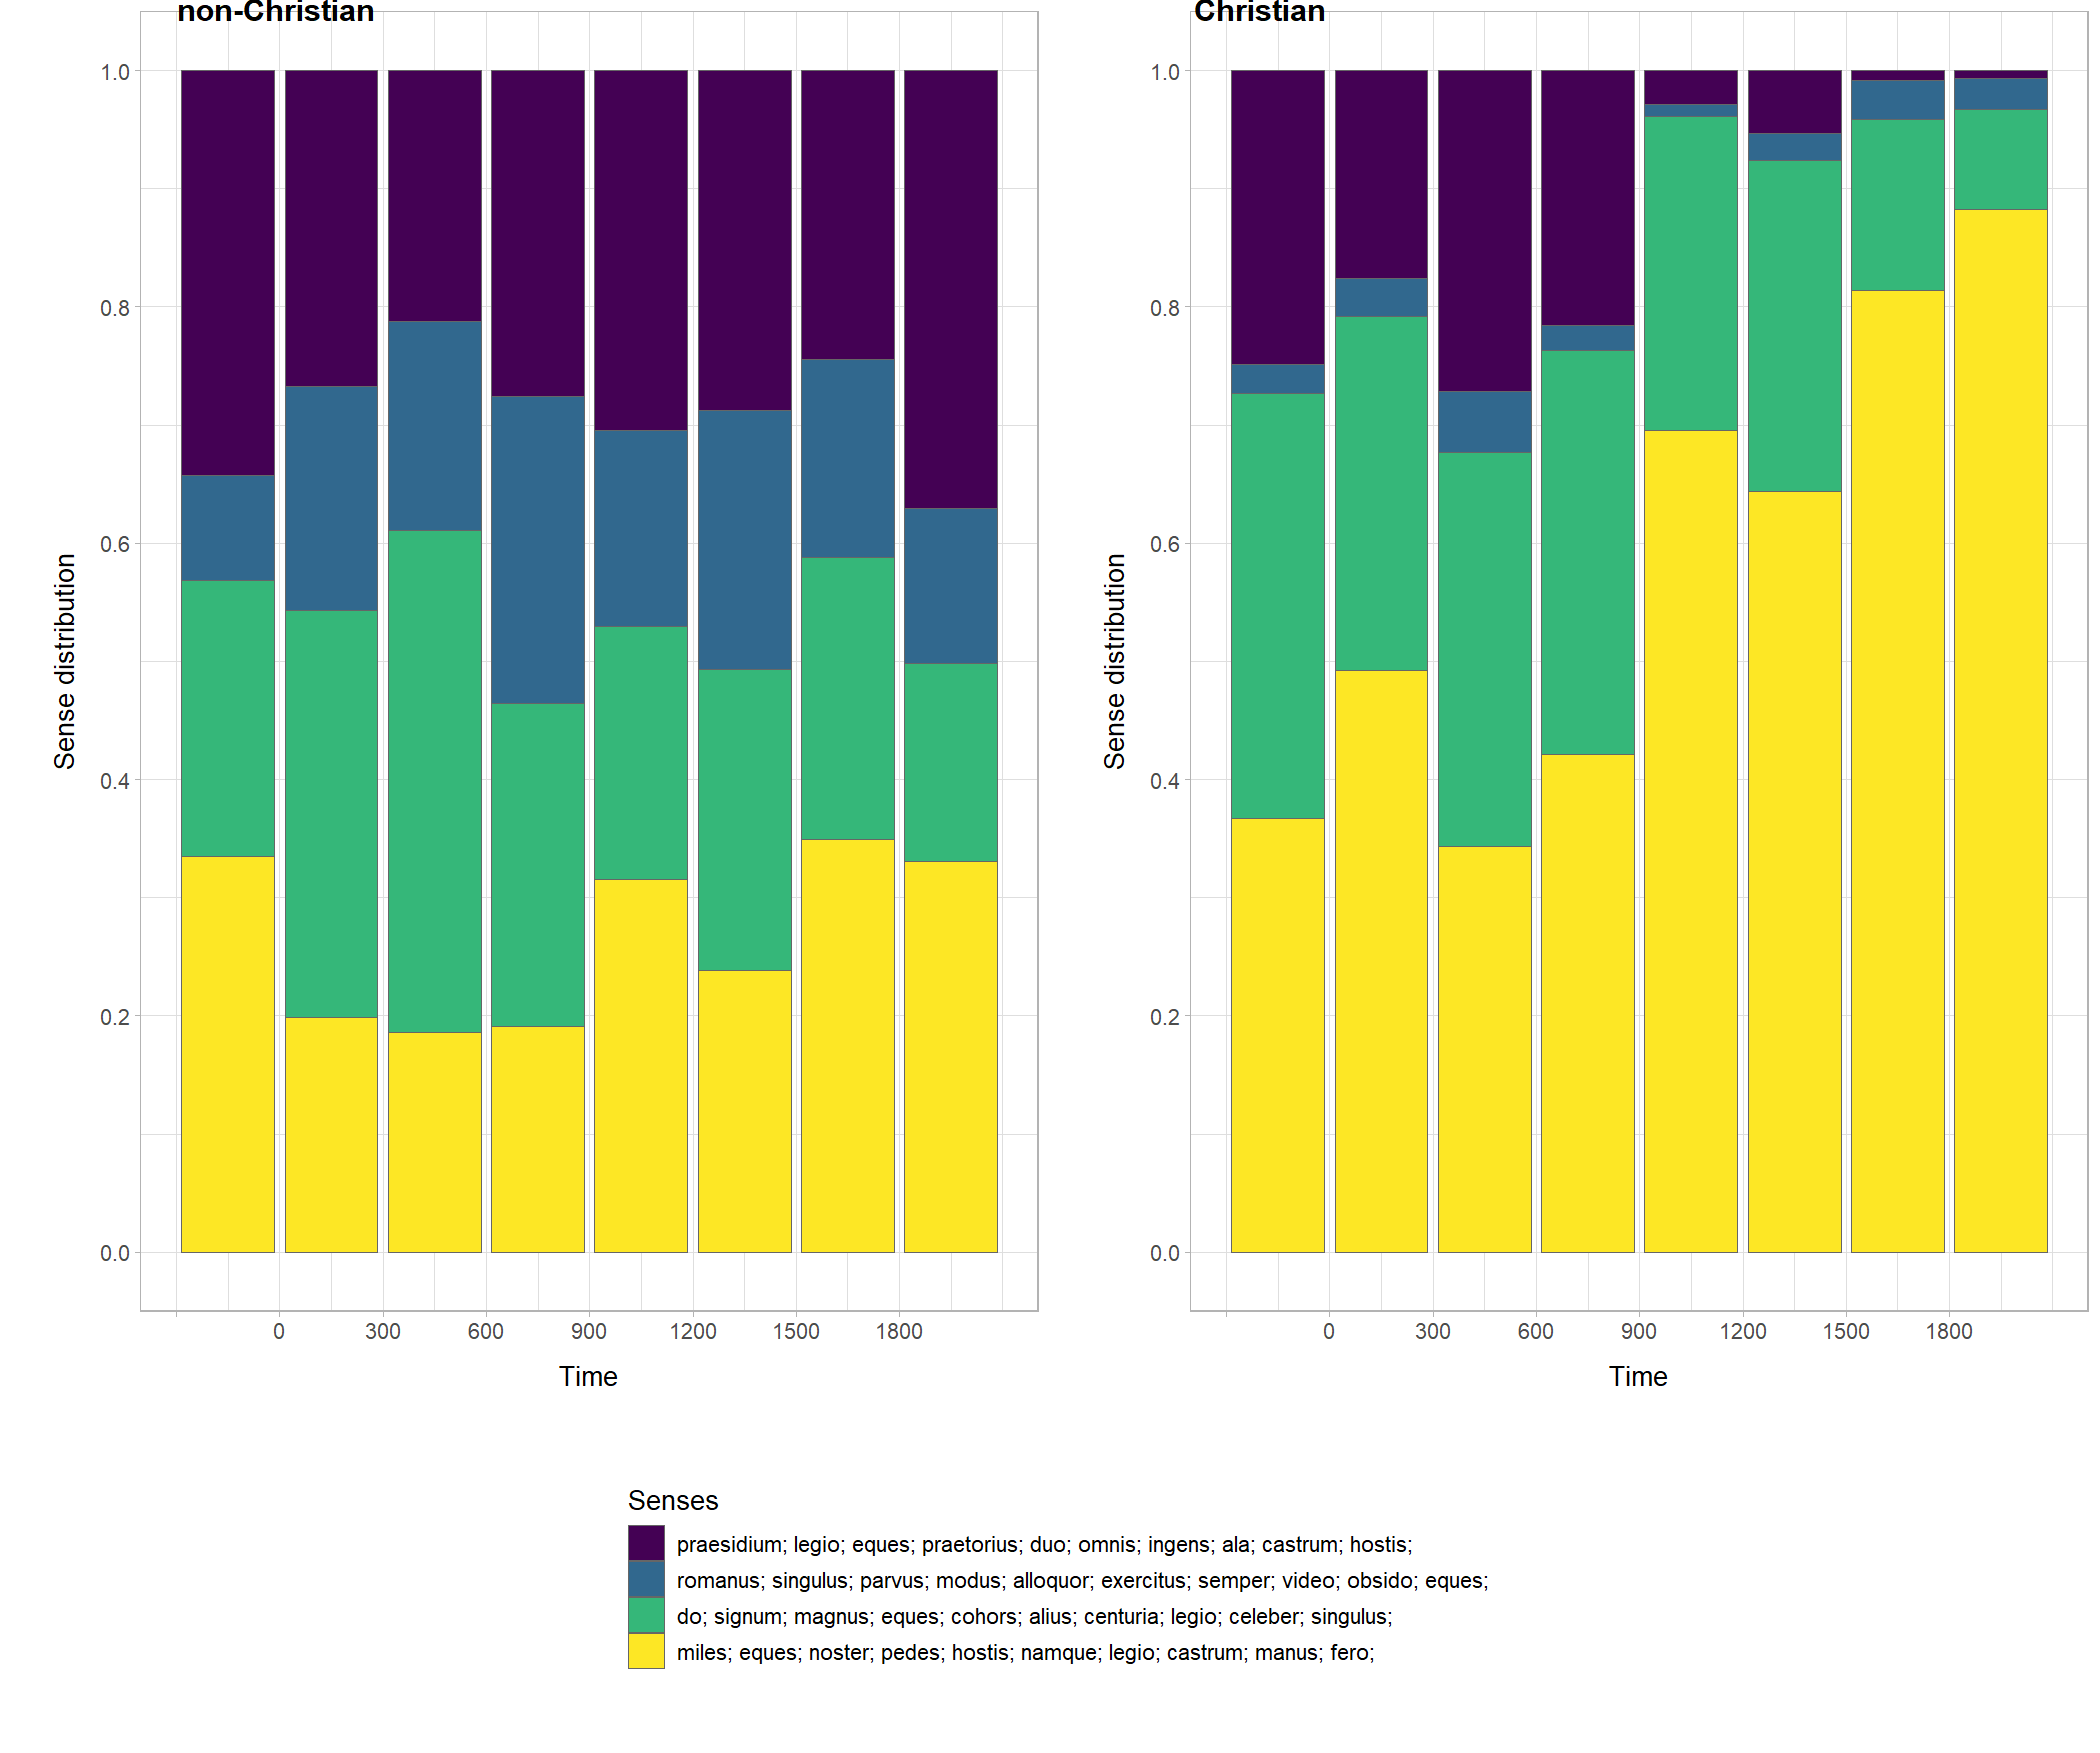 non-Christian
1.0
0.8
0.6
0.4
0.2
0.0
Sense distribution
0 300 600 900 1200 1500 1800
Time
Christian
1.0
0.8
0.6
0.4
0.2
0.0
Sense distribution
0 300 600 900 1200 1500 1800
Time
Senses
praesidium; legio; eques; praetorius; duo; omnis; ingens; ala; castrum; hostis;
romanus; singulus; parvus; modus; alloquor; exercitus; semper; video; obsido; eques;
do; signum; magnus; eques; cohors; alius; centuria; legio; celeber; singulus;
miles; eques; noster; pedes; hostis; namque; legio; castrum; manus; fero;